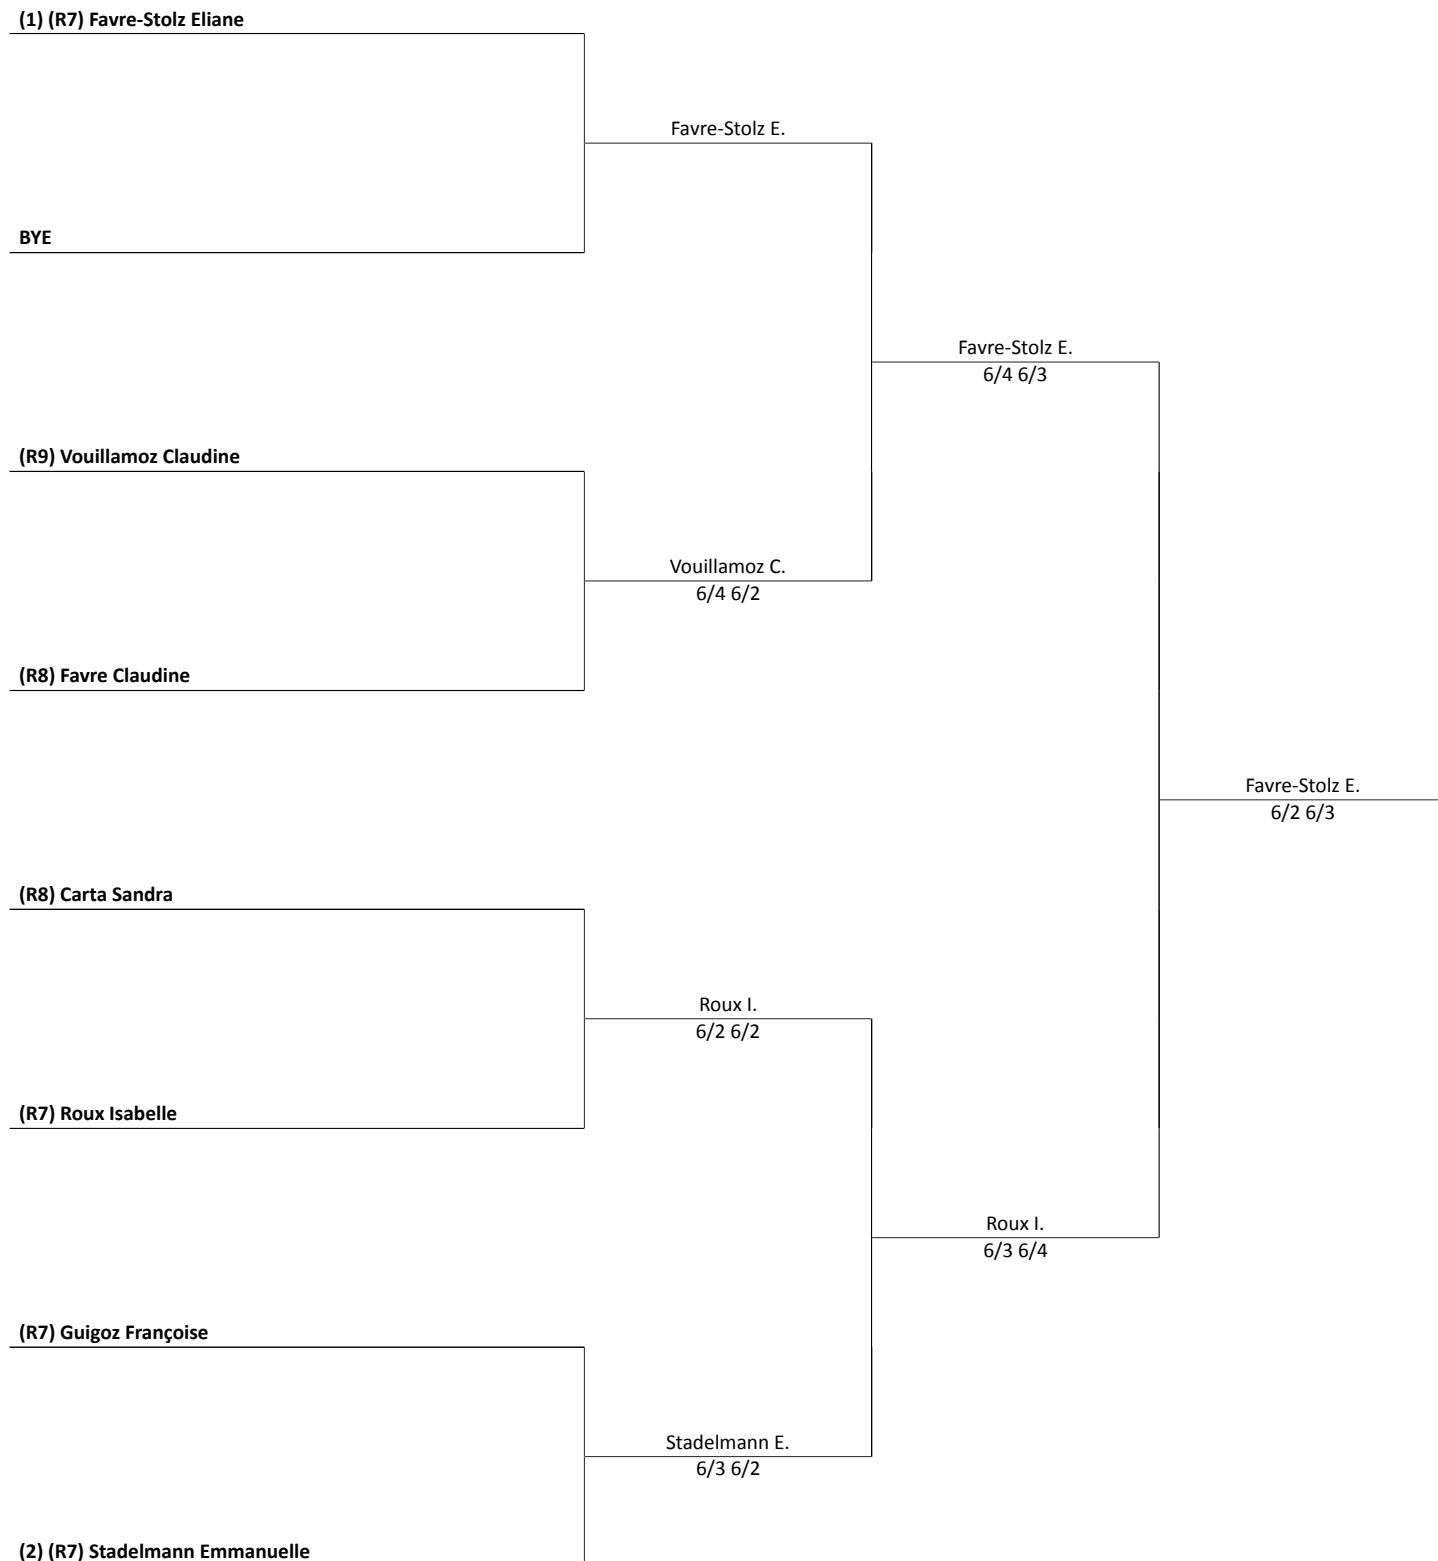 (1) (R7) Favre-Stolz Eliane
Favre-Stolz E.
BYE
Favre-Stolz E.
6/4 6/3
(R9) Vouillamoz Claudine
Vouillamoz C.
6/4 6/2
(R8) Favre Claudine
Favre-Stolz E.
6/2 6/3
(R8) Carta Sandra
Roux I.
6/2 6/2
(R7) Roux Isabelle
Roux I.
6/3 6/4
(R7) Guigoz Françoise
Stadelmann E.
6/3 6/2
(2) (R7) Stadelmann Emmanuelle